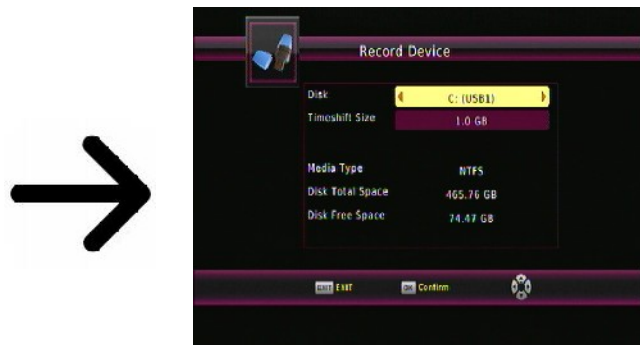 Record Device
Disk C: (USB1)
Timeshift Size 1.0 GB
Media Type NTFS
Disk Total Space 465.76 GB
Disk Free Space 74.47 GB
EXIT EXIT OK Confirm